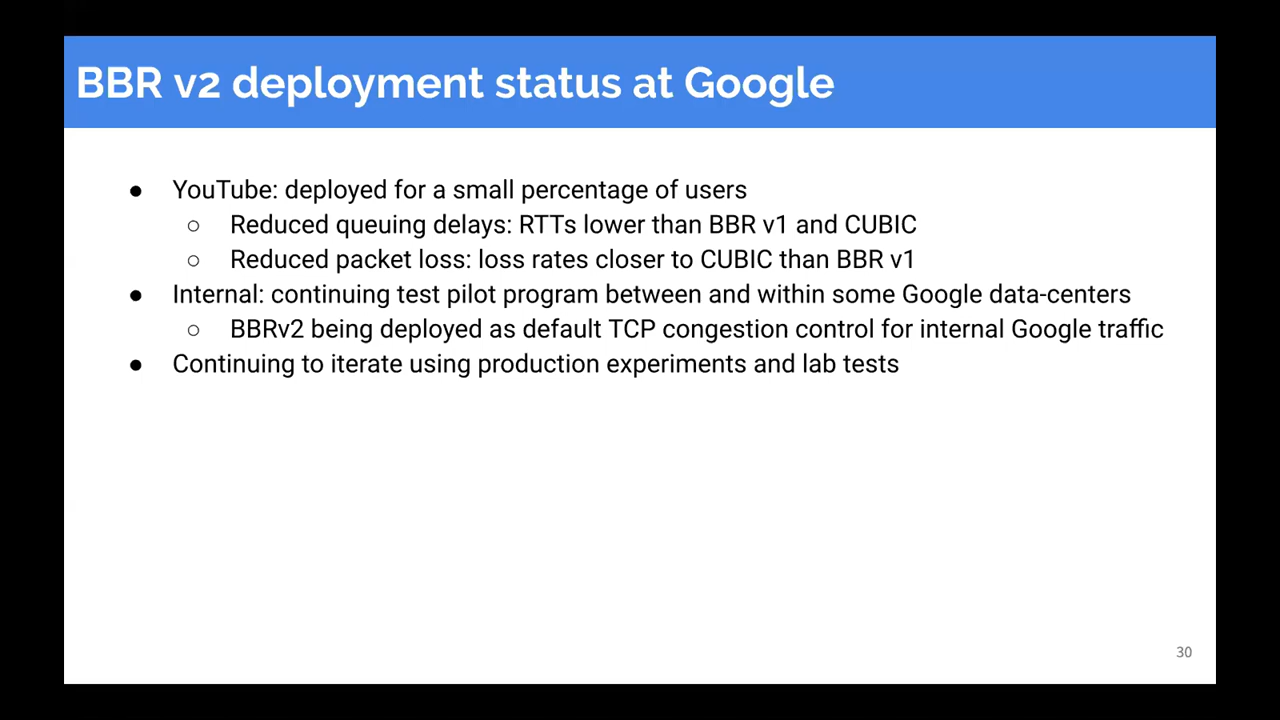 BBR v2 deployment status at Google
● YouTube: deployed for a small percentage of users
○ Reduced queuing delays: RTTs lower than BBR v1 and CUBIC
○ Reduced packet loss: loss rates closer to CUBIC than BBR v1
● Internal: continuing test pilot program between and within some Google data-centers
○ BBRv2 being deployed as default TCP congestion control for internal Google traffic
● Continuing to iterate using production experiments and lab tests
30